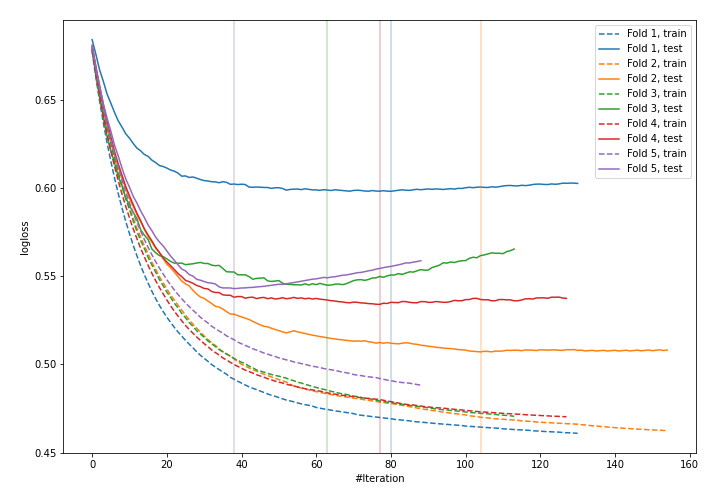 Fold 1, train
Fold 1, test
Fold 2, train
Fold 2, test
Fold 3, train
Fold 3, test
Fold 4, train
Fold 4, test
Fold 5, train
Fold 5, test
logloss
0.65
0.60
0.55
0.50
0.45
0 20 40 60 80 100 120 140 160
#Iteration